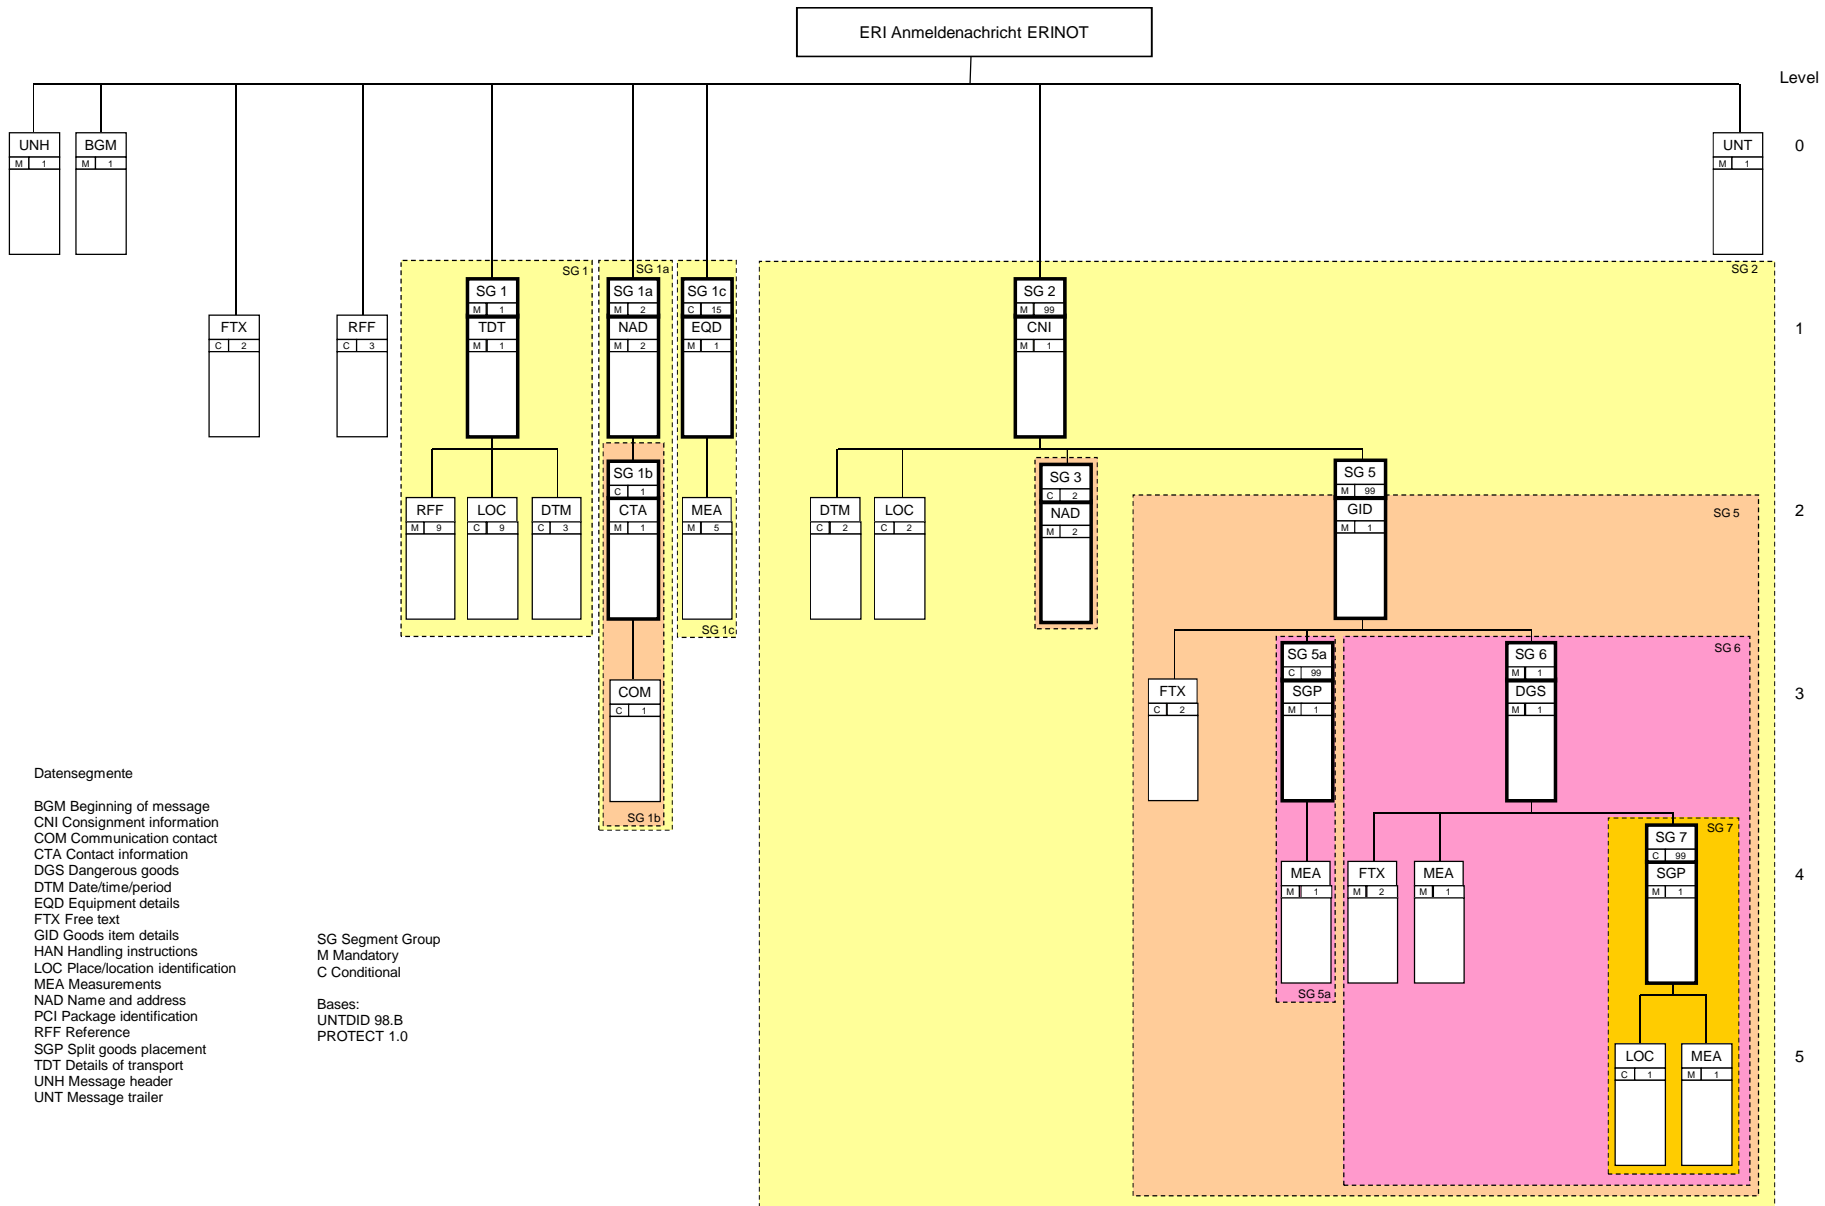 ERI Anmeldenachricht ERINOT
Level
UNH
M 1
BGM
M 1
UNT
M 1
0
SG 1
SG 1a
SG 2
FTX
C 2
RFF
C 3
SG 1
M 1
TDT
M 1
SG 1a
M 2
NAD
M 2
SG 1c
C 15
EQD
M 1
SG 2
M 99
CNI
M 1
1
RFF
M 9
LOC
C 9
DTM
C 3
SG 1b
C 1
CTA
M 1
MEA
M 5
SG 1c
DTM
C 2
LOC
C 2
SG 3
C 2
NAD
M 2
SG 5
M 99
GID
M 1
SG 5
2
COM
C 1
SG 1b
FTX
C 2
SG 5a
C 99
SGP
M 1
SG 6
M 1
DGS
M 1
SG 6
3
MEA
M 1
SG 5a
FTX
M 2
MEA
M 1
SG 7
C 99
SGP
M 1
SG 7
4
LOC
C 1
MEA
M 1
5
Datensegmente
BGM Beginning of message
CNI Consignment information
COM Communication contact
CTA Contact information
DGS Dangerous goods
DTM Date/time/period
EQD Equipment details
FTX Free text
GID Goods item details
HAN Handling instructions
LOC Place/location identification
MEA Measurements
NAD Name and address
PCI Package identification
RFF Reference
SGP Split goods placement
TDT Details of transport
UNH Message header
UNT Message trailer
SG Segment Group
M Mandatory
C Conditional
Bases:
UNTDID 98.B
PROTECT 1.0